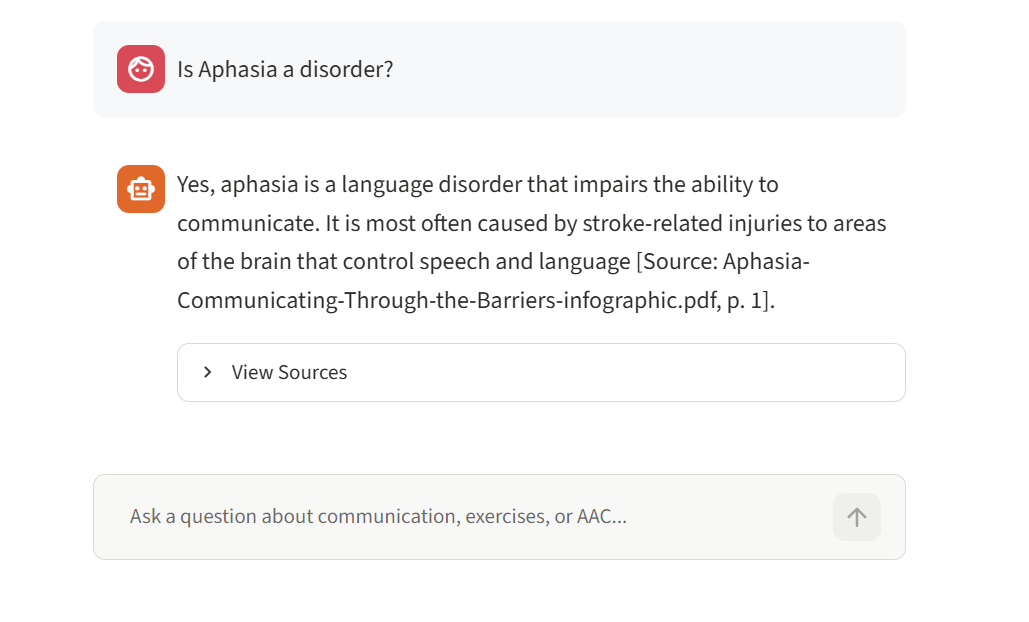 Is Aphasia a disorder?
Yes, aphasia is a language disorder that impairs the ability to
communicate. It is most often caused by stroke-related injuries to areas
of the brain that control speech and language [Source: Aphasia-
Communicating-Through-the-Barriers-infographic.pdf, p. 1].
View Sources
Ask a question about communication, exercises, or AAC...